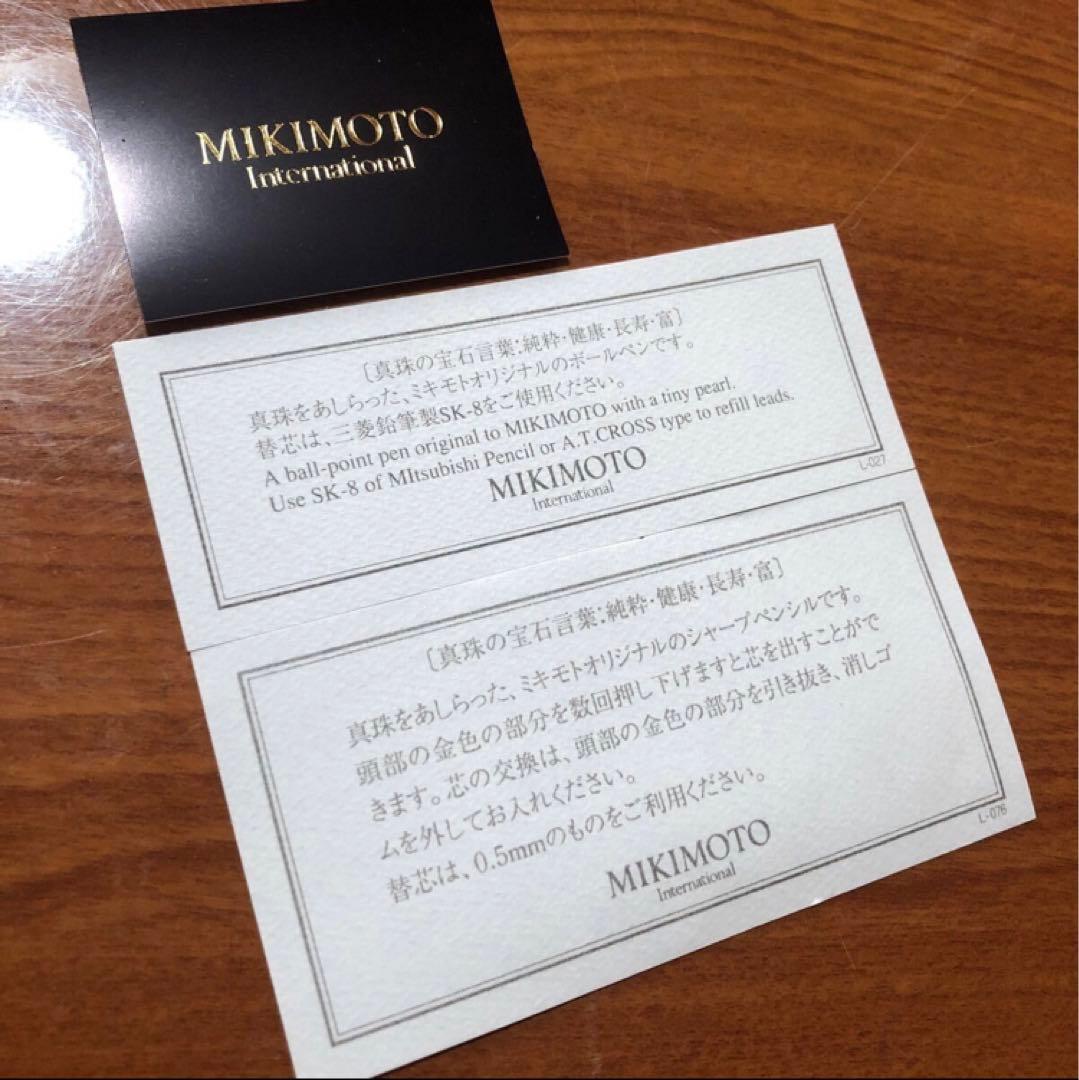 MIKIMOTO
International
〔真珠の宝石言葉:純粋・健康・長寿・富〕
真珠をあしらった、ミキモトオリジナルのボールペンです。
替芯は、三菱鉛筆製SK-8をご使用ください。
A ball-point pen original to MIKIMOTO with a tiny pearl.
Use SK-8 of MItsubishi Pencil or A.T.CROSS type to refill leads.
MIKIMOTO
International
L-027
〔真珠の宝石言葉:純粋・健康・長寿・富〕
真珠をあしらった、ミキモトオリジナルのシャープペンシルです。
頭部の金色の部分を数回押し下げますと芯を出すことがで
きます。芯の交換は、頭部の金色の部分を引き抜き、消しゴ
ムを外してお入れください。
替芯は、0.5mmのものをご利用ください。
MIKIMOTO
International
L-076